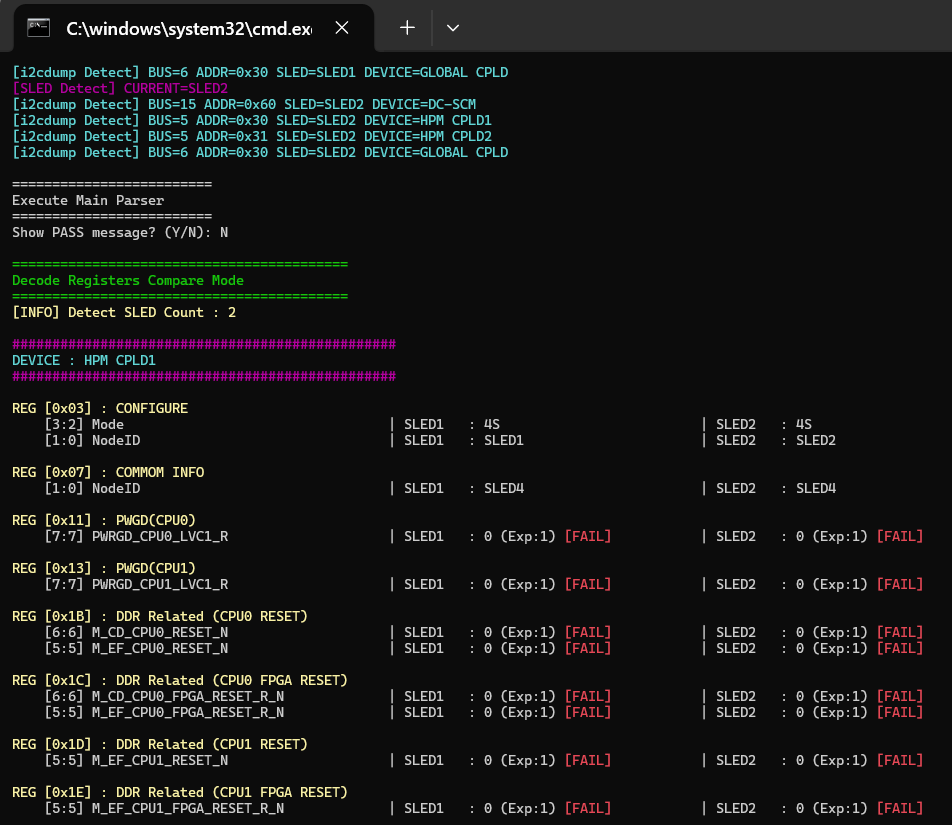 C:\windows\system32\cmd.exe
[i2cdump Detect] BUS=6 ADDR=0x30 SLED=SLED1 DEVICE=GLOBAL CPLD
[SLED Detect] CURRENT=SLED2
[i2cdump Detect] BUS=15 ADDR=0x60 SLED=SLED2 DEVICE=DC-SCM
[i2cdump Detect] BUS=5 ADDR=0x30 SLED=SLED2 DEVICE=HPM CPLD1
[i2cdump Detect] BUS=5 ADDR=0x31 SLED=SLED2 DEVICE=HPM CPLD2
[i2cdump Detect] BUS=6 ADDR=0x30 SLED=SLED2 DEVICE=GLOBAL CPLD
=========================
Execute Main Parser
=========================
Show PASS message? (Y/N): N
==========================================
Decode Registers Compare Mode
==========================================
[INFO] Detect SLED Count : 2
################################################
DEVICE : HPM CPLD1
################################################
REG [0x03] : CONFIGURE
[3:2] Mode | SLED1 : 4S | SLED2 : 4S
[1:0] NodeID | SLED1 : SLED1 | SLED2 : SLED2
REG [0x07] : COMMOM INFO
[1:0] NodeID | SLED1 : SLED4 | SLED2 : SLED4
REG [0x11] : PWGD(CPU0)
[7:7] PWRGD_CPU0_LVC1_R | SLED1 : 0 (Exp:1) [FAIL] | SLED2 : 0 (Exp:1) [FAIL]
REG [0x13] : PWGD(CPU1)
[7:7] PWRGD_CPU1_LVC1_R | SLED1 : 0 (Exp:1) [FAIL] | SLED2 : 0 (Exp:1) [FAIL]
REG [0x1B] : DDR Related (CPU0 RESET)
[6:6] M_CD_CPU0_RESET_N | SLED1 : 0 (Exp:1) [FAIL] | SLED2 : 0 (Exp:1) [FAIL]
[5:5] M_EF_CPU0_RESET_N | SLED1 : 0 (Exp:1) [FAIL] | SLED2 : 0 (Exp:1) [FAIL]
REG [0x1C] : DDR Related (CPU0 FPGA RESET)
[6:6] M_CD_CPU0_FPGA_RESET_R_N | SLED1 : 0 (Exp:1) [FAIL] | SLED2 : 0 (Exp:1) [FAIL]
[5:5] M_EF_CPU0_FPGA_RESET_R_N | SLED1 : 0 (Exp:1) [FAIL] | SLED2 : 0 (Exp:1) [FAIL]
REG [0x1D] : DDR Related (CPU1 RESET)
[5:5] M_EF_CPU1_RESET_N | SLED1 : 0 (Exp:1) [FAIL] | SLED2 : 0 (Exp:1) [FAIL]
REG [0x1E] : DDR Related (CPU1 FPGA RESET)
[5:5] M_EF_CPU1_FPGA_RESET_R_N | SLED1 : 0 (Exp:1) [FAIL] | SLED2 : 0 (Exp:1) [FAIL]